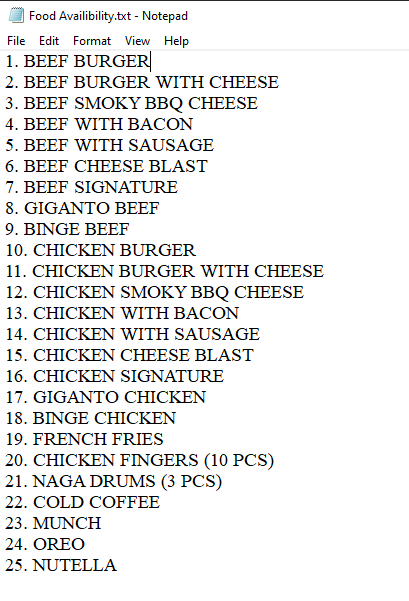 Food Availibility.txt - Notepad
File Edit Format View Help
1. BEEF BURGER
2. BEEF BURGER WITH CHEESE
3. BEEF SMOKY BBQ CHEESE
4. BEEF WITH BACON
5. BEEF WITH SAUSAGE
6. BEEF CHEESE BLAST
7. BEEF SIGNATURE
8. GIGANTO BEEF
9. BINGE BEEF
10. CHICKEN BURGER
11. CHICKEN BURGER WITH CHEESE
12. CHICKEN SMOKY BBQ CHEESE
13. CHICKEN WITH BACON
14. CHICKEN WITH SAUSAGE
15. CHICKEN CHEESE BLAST
16. CHICKEN SIGNATURE
17. GIGANTO CHICKEN
18. BINGE CHICKEN
19. FRENCH FRIES
20. CHICKEN FINGERS (10 PCS)
21. NAGA DRUMS (3 PCS)
22. COLD COFFEE
23. MUNCH
24. OREO
25. NUTELLA